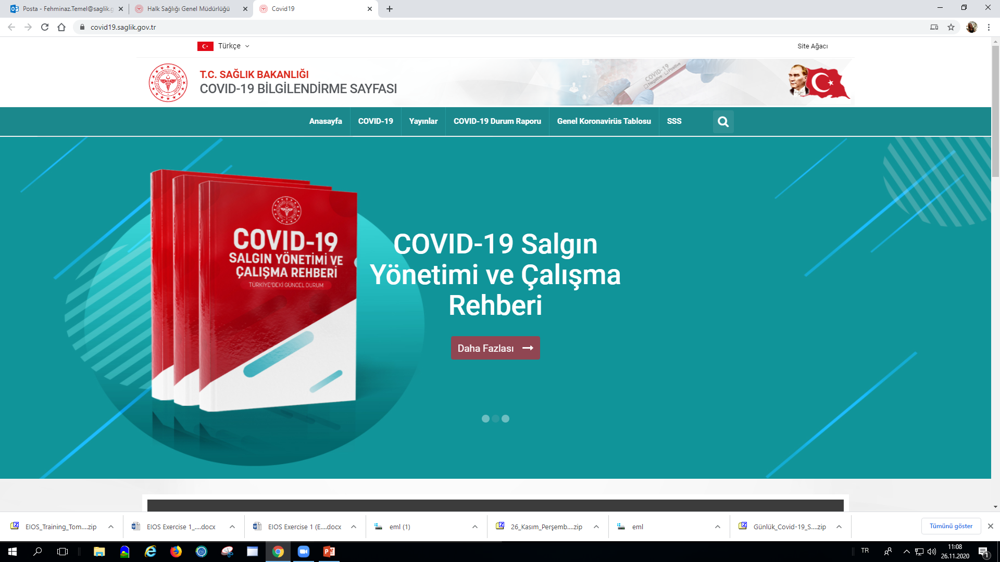 Posta - Fehminaz.Temel@saglik.g
Halk Sağlığı Genel Müdürlüğü
Covid19
covid19.saglik.gov.tr
Türkçe
Site Ağacı
T.C. SAĞLIK BAKANLIĞI
COVID-19 BİLGİLENDİRME SAYFASI
COVID-19
Negative Positive
Anasayfa
COVID-19
Yayınlar
COVID-19 Durum Raporu
Genel Koronavirüs Tablosu
SSS
COVID-19
SALGIN YÖNETİMİ VE
ÇALIŞMA REHBERİ
TÜRKİYE'DEKİ GÜNCEL DURUM
COVID-19 Salgın
Yönetimi ve Çalışma
Rehberi
Daha Fazlası
EIOS_Training_Tom....zip
EIOS Exercise 1_....docx
EIOS Exercise 1 (E....docx
eml (1)
26_Kasım_Perşemb....zip
eml
Günlük_Covid-19_S....zip
Tümünü göster
TR
11:08
26.11.2020
1